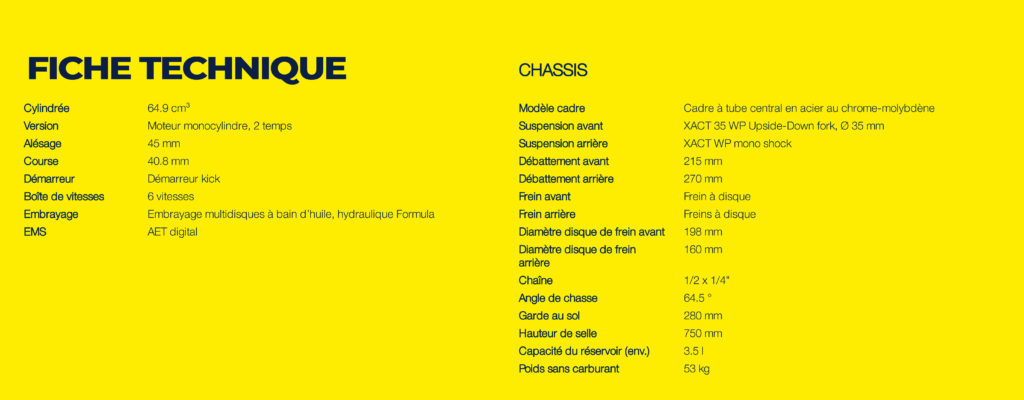 FICHE TECHNIQUE
Cylindrée 64.9 cm³
Version Moteur monocylindre, 2 temps
Alésage 45 mm
Course 40.8 mm
Démarreur Démarreur kick
Boîte de vitesses 6 vitesses
Embrayage Embrayage multidisques à bain d'huile, hydraulique Formula
EMS AET digital
CHASSIS
Modèle cadre Cadre à tube central en acier au chrome-molybdène
Suspension avant XACT 35 WP Upside-Down fork, Ø 35 mm
Suspension arrière XACT WP mono shock
Débattement avant 215 mm
Débattement arrière 270 mm
Frein avant Frein à disque
Frein arrière Freins à disque
Diamètre disque de frein avant 198 mm
Diamètre disque de frein 160 mm
arrière
Chaîne 1/2 x 1/4"
Angle de chasse 64.5 °
Garde au sol 280 mm
Hauteur de selle 750 mm
Capacité du réservoir (env.) 3.5 l
Poids sans carburant 53 kg